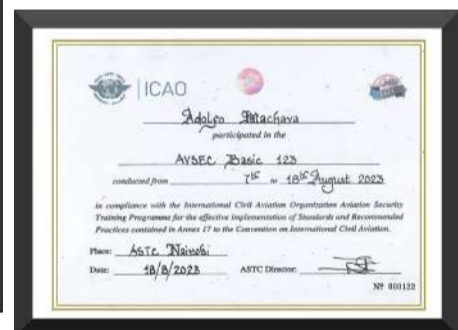 ICAO
Adolfo Machava
participated in the
AVSEC Basic 123
conducted from 7th to 18th August 2023
in compliance with the International Civil Aviation Organization Aviation Security
Training Programme for the effective implementation of Standards and Recommended
Practices contained in Annex 17 to the Convention on International Civil Aviation.
Place: ASTC Nairobi
Date: 18/8/2023 ASTC Director:
Nº 000122